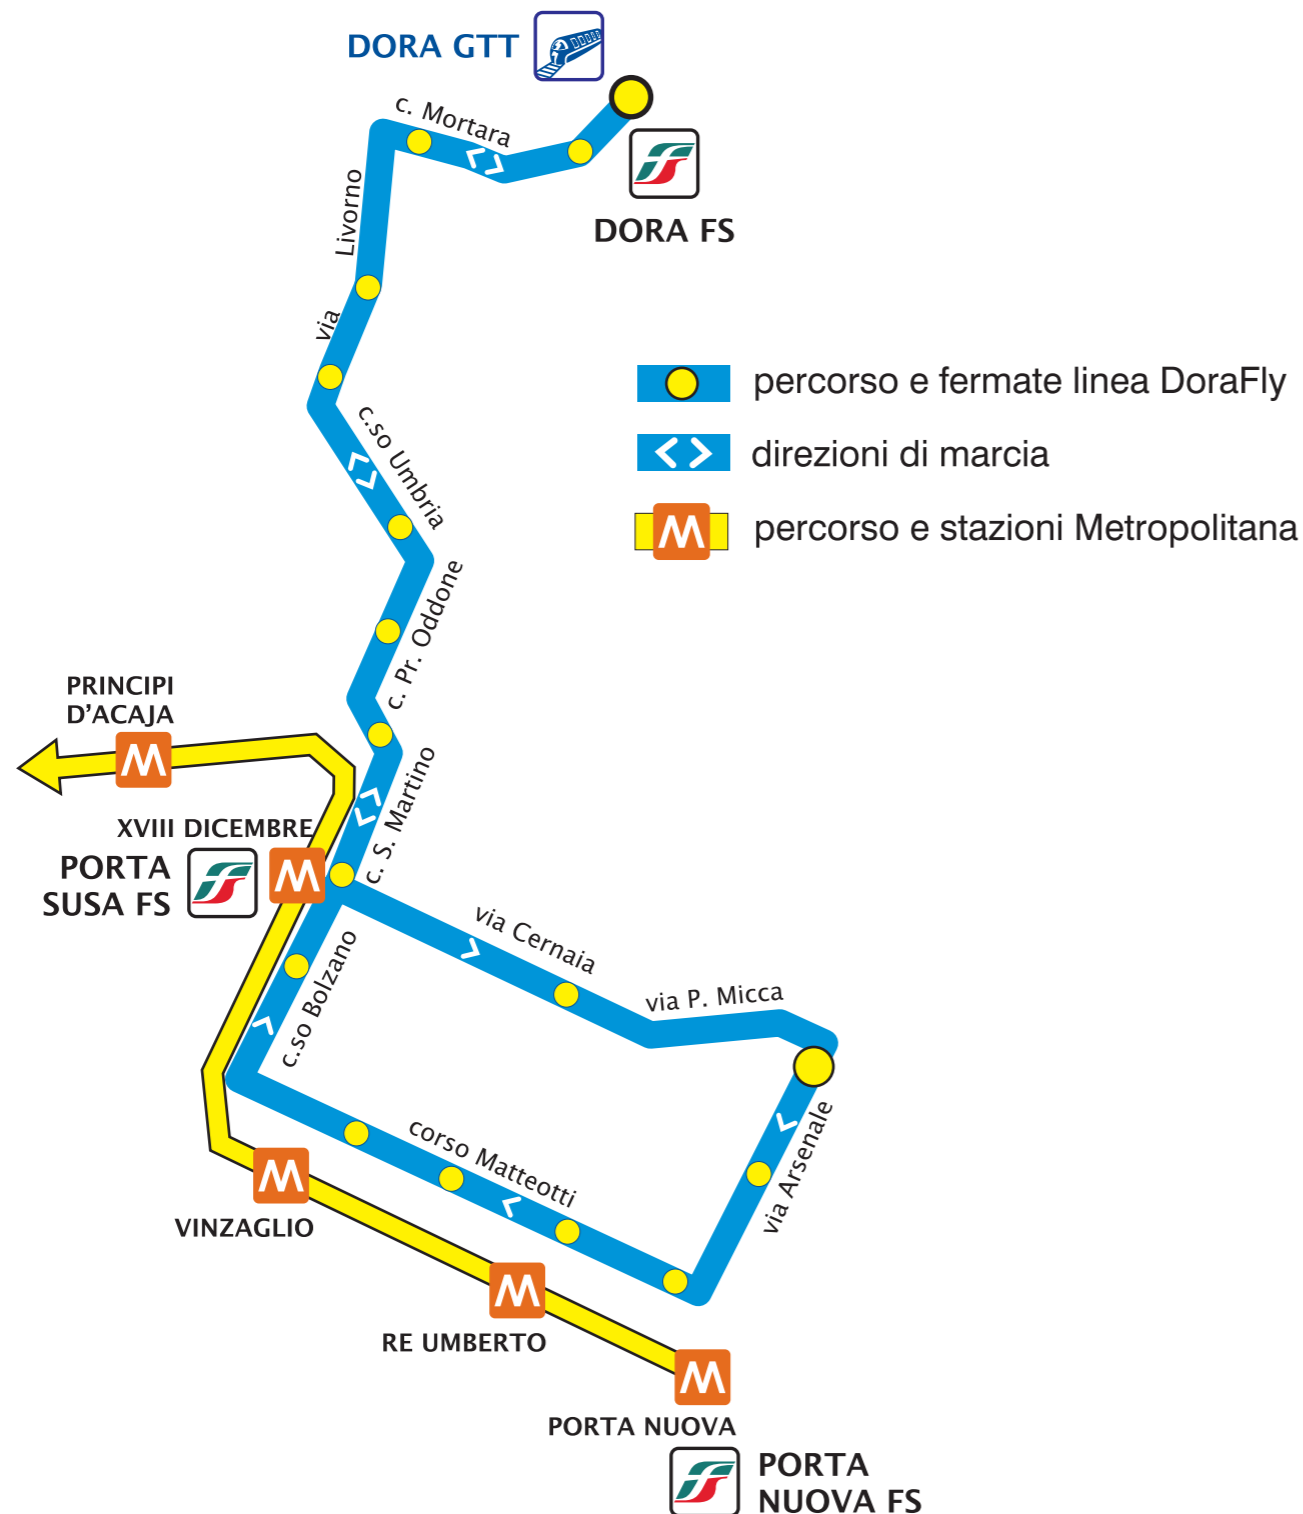 DORA GTT
c. Mortara
DORA FS
Livorno
via
percorso e fermate linea DoraFly
direzioni di marcia
percorso e stazioni Metropolitana
c.so Umbria
c. Pr. Oddone
PRINCIPI
D'ACAJA
c. S. Martino
XVIII DICEMBRE
PORTA
SUSA FS
via Cernaia
via P. Micca
c.so Bolzano
via Arsenale
corso Matteotti
VINZAGLIO
RE UMBERTO
PORTA NUOVA
PORTA
NUOVA FS